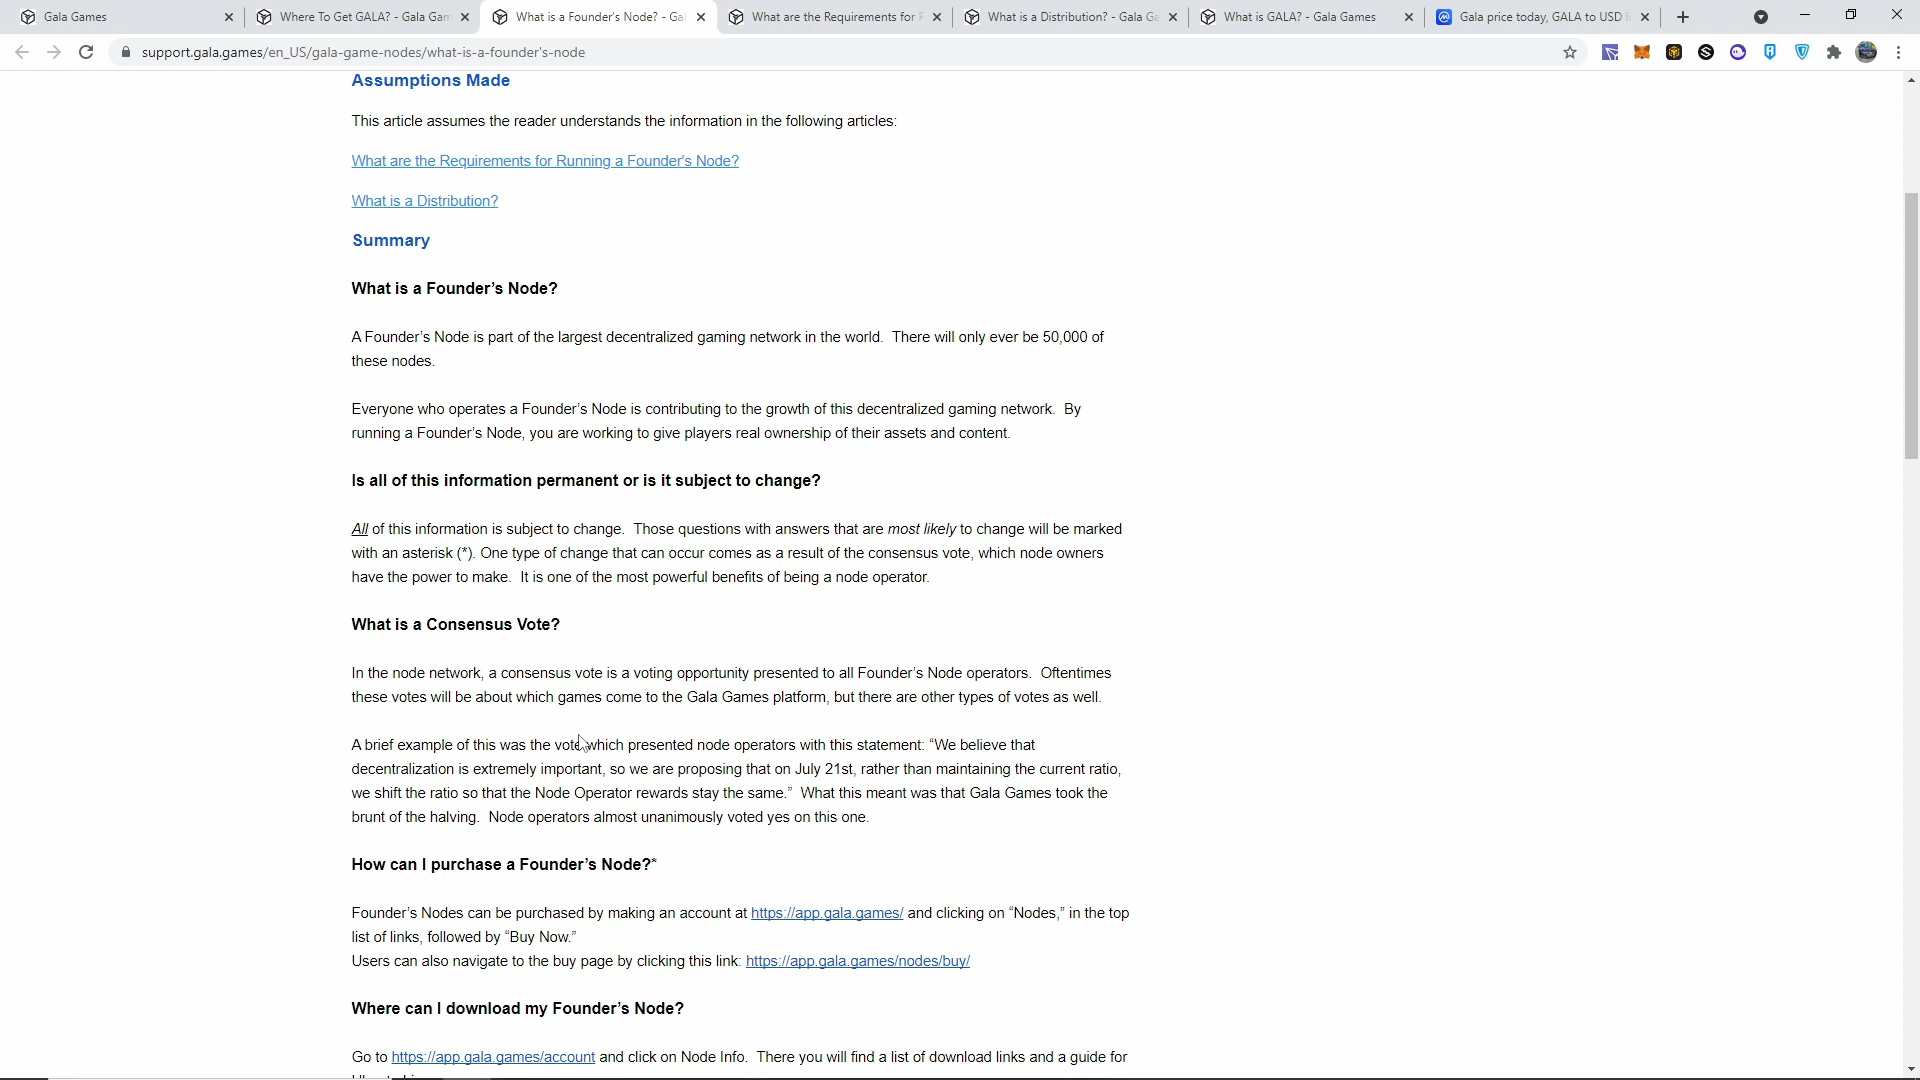 Gala Games
Where To Get GALA? - Gala Gam
What is a Founder's Node? - Gal
What are the Requirements for R
What is a Distribution? - Gala Ga
What is GALA? - Gala Games
Gala price today, GALA to USD li
support.gala.games/en_US/gala-game-nodes/what-is-a-founder's-node
Assumptions Made
This article assumes the reader understands the information in the following articles:
What are the Requirements for Running a Founder's Node?
What is a Distribution?
Summary
What is a Founder’s Node?
A Founder’s Node is part of the largest decentralized gaming network in the world.  There will only ever be 50,000 of
these nodes.
Everyone who operates a Founder’s Node is contributing to the growth of this decentralized gaming network.  By
running a Founder’s Node, you are working to give players real ownership of their assets and content.
Is all of this information permanent or is it subject to change?
All of this information is subject to change.  Those questions with answers that are most likely to change will be marked
with an asterisk (*). One type of change that can occur comes as a result of the consensus vote, which node owners
have the power to make.  It is one of the most powerful benefits of being a node operator.
What is a Consensus Vote?
In the node network, a consensus vote is a voting opportunity presented to all Founder’s Node operators.  Oftentimes
these votes will be about which games come to the Gala Games platform, but there are other types of votes as well.
A brief example of this was the vote which presented node operators with this statement: “We believe that
decentralization is extremely important, so we are proposing that on July 21st, rather than maintaining the current ratio,
we shift the ratio so that the Node Operator rewards stay the same.”  What this meant was that Gala Games took the
brunt of the halving.  Node operators almost unanimously voted yes on this one.
How can I purchase a Founder’s Node?*
Founder’s Nodes can be purchased by making an account at https://app.gala.games/ and clicking on “Nodes,” in the top
list of links, followed by “Buy Now.”
Users can also navigate to the buy page by clicking this link: https://app.gala.games/nodes/buy/
Where can I download my Founder’s Node?
Go to https://app.gala.games/account and click on Node Info.  There you will find a list of download links and a guide for